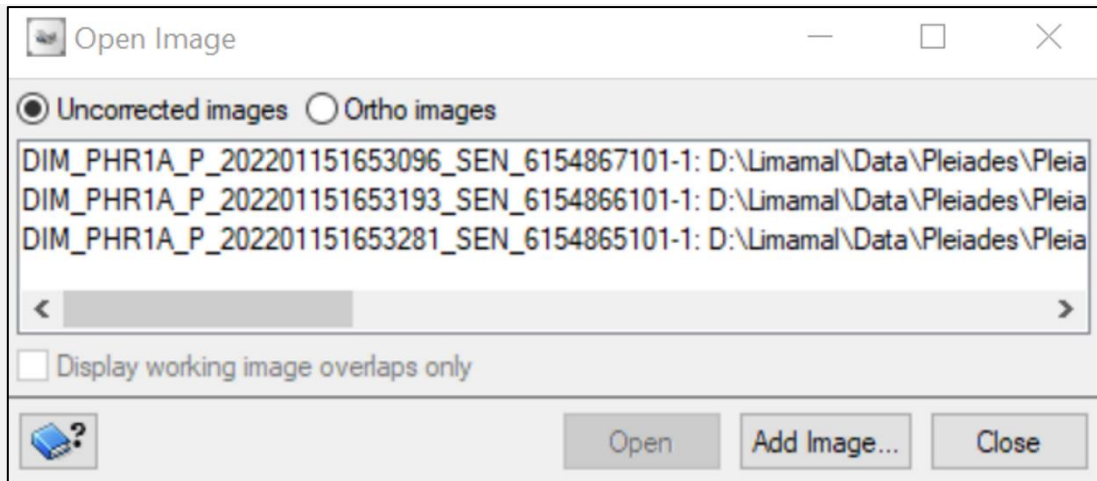 Open Image
Uncorrected images Ortho images
DIM_PHR1A_P_202201151653096_SEN_6154867101-1: D:\Limamal\Data\Pleiades\Pleia
DIM_PHR1A_P_202201151653193_SEN_6154866101-1: D:\Limamal\Data\Pleiades\Pleia
DIM_PHR1A_P_202201151653281_SEN_6154865101-1: D:\Limamal\Data\Pleiades\Pleia
Display working image overlaps only
? Open Add Image... Close